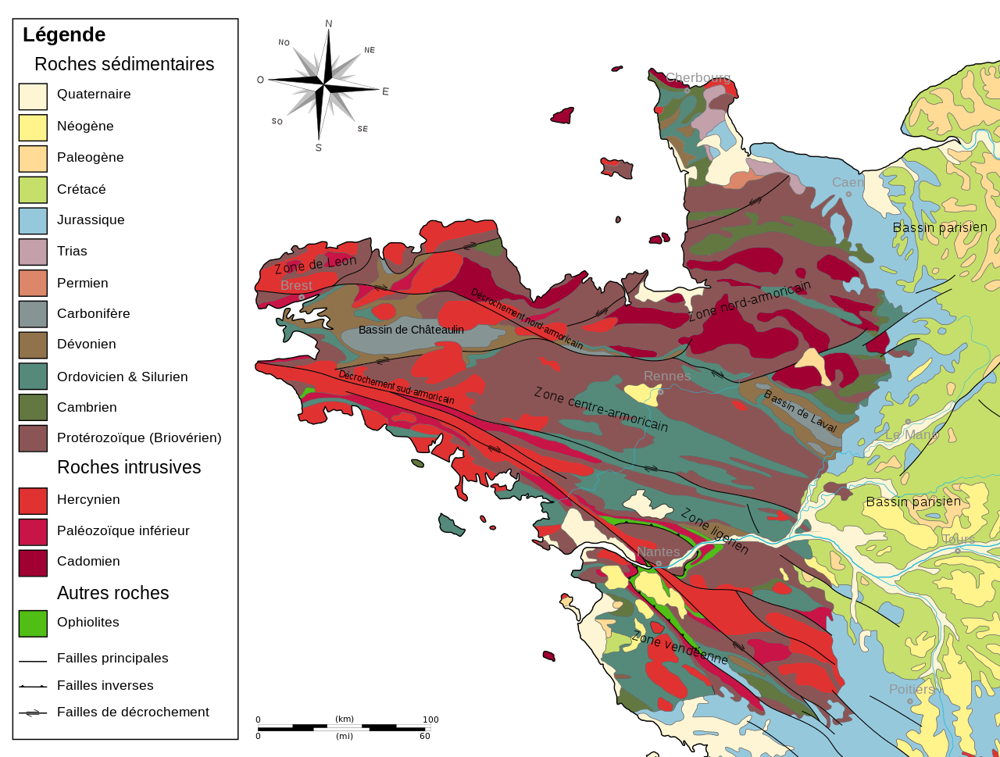 Légende
Roches sédimentaires
Quaternaire
Néogène
Paleogène
Crétacé
Jurassique
Trias
Permien
Carbonifère
Dévonien
Ordovicien & Silurien
Cambrien
Protérozoïque (Briovérien)
Roches intrusives
Hercynien
Paléozoïque inférieur
Cadomien
Autres roches
Ophiolites
Failles principales
Failles inverses
Failles de décrochement
N
NO
NE
O
E
SO
SE
S
Cherbourg
Caen
Bassin parisien
Zone de Leon
Brest
Décrochement nord-armoricain
Zone nord-armoricain
Bassin de Châteaulin
Décrochement sud-armoricain
Rennes
Zone centre-armoricain
Bassin de Laval
Le Mans
Bassin parisien
Zone ligerien
Tours
Nantes
Zone vendéenne
Poitiers
0 (km) 100
0 (mi) 60